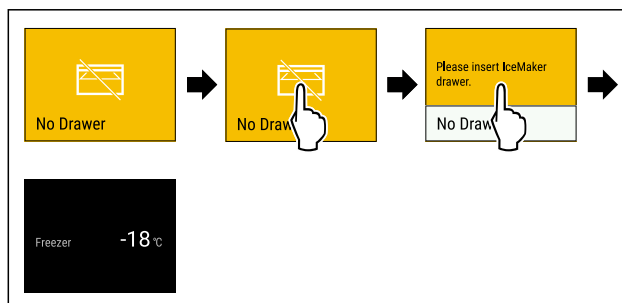 No Drawer
No Draw
Please insert IceMaker
drawer.
No Draw
Freezer -18 °C